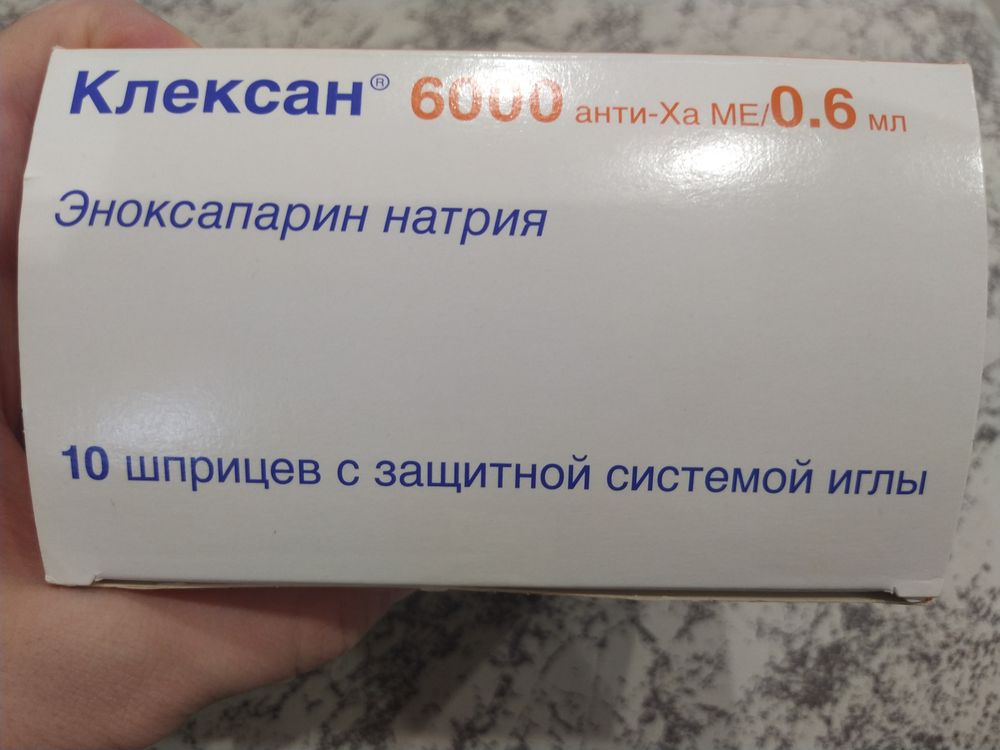 Клексан® 6000 анти-Ха МЕ/0.6 мл
Эноксапарин натрия
10 шприцев с защитной системой иглы